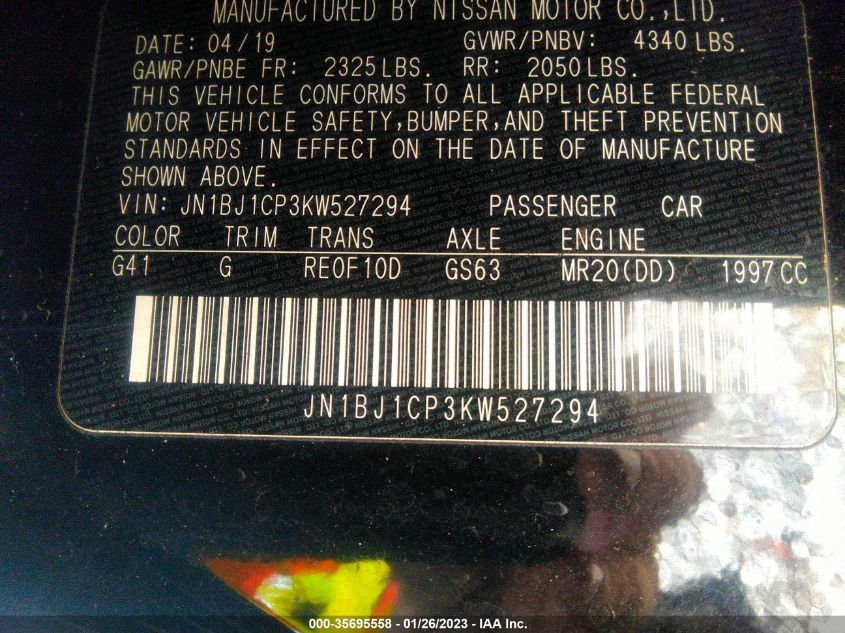 MANUFACTURED BY NISSAN MOTOR CO.,LTD.
DATE: 04/19 GVWR/PNBV: 4340 LBS.
GAWR/PNBE FR: 2325 LBS. RR: 2050 LBS.
THIS VEHICLE CONFORMS TO ALL APPLICABLE FEDERAL
MOTOR VEHICLE SAFETY,BUMPER,AND THEFT PREVENTION
STANDARDS IN EFFECT ON THE DATE OF MANUFACTURE
SHOWN ABOVE.
VIN: JN1BJ1CP3KW527294 PASSENGER CAR
COLOR TRIM TRANS AXLE ENGINE
G41 G RE0F10D GS63 MR20(DD) 1997CC
JN1BJ1CP3KW527294
000-35695558 - 01/26/2023 - IAA Inc.